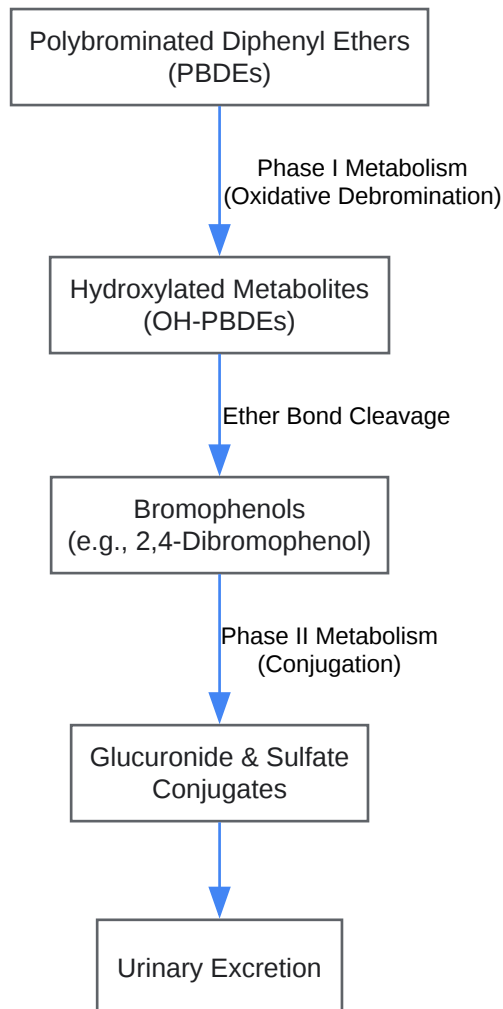 Polybrominated Diphenyl Ethers
(PBDEs)
Phase I Metabolism
(Oxidative Debromination)
Hydroxylated Metabolites
(OH-PBDEs)
Ether Bond Cleavage
Bromophenols
(e.g., 2,4-Dibromophenol)
Phase II Metabolism
(Conjugation)
Glucuronide & Sulfate
Conjugates
Urinary Excretion